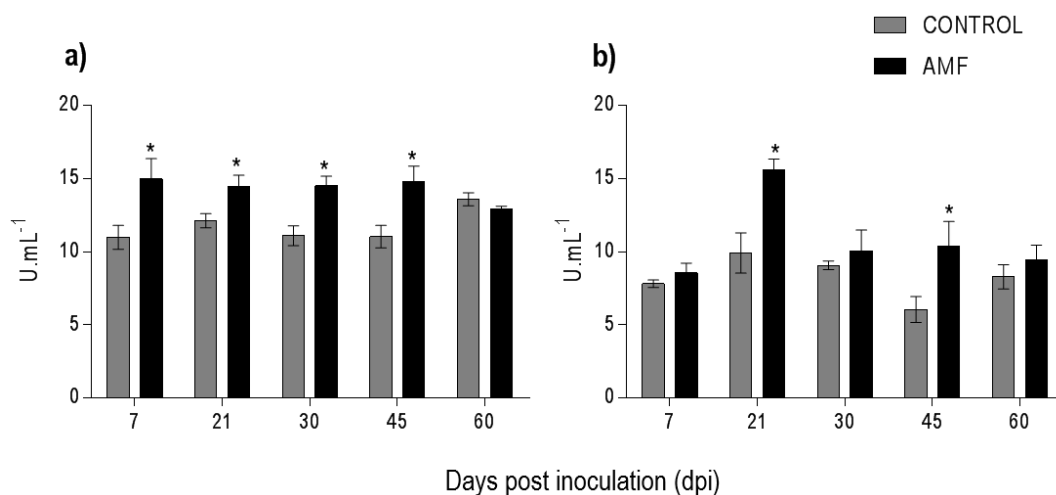 CONTROL
AMF
a)
b)
20
15
10
5
0
U.mL⁻¹
* * * *
7 21 30 45 60
20
15
10
5
0
U.mL⁻¹
* *
7 21 30 45 60
Days post inoculation (dpi)